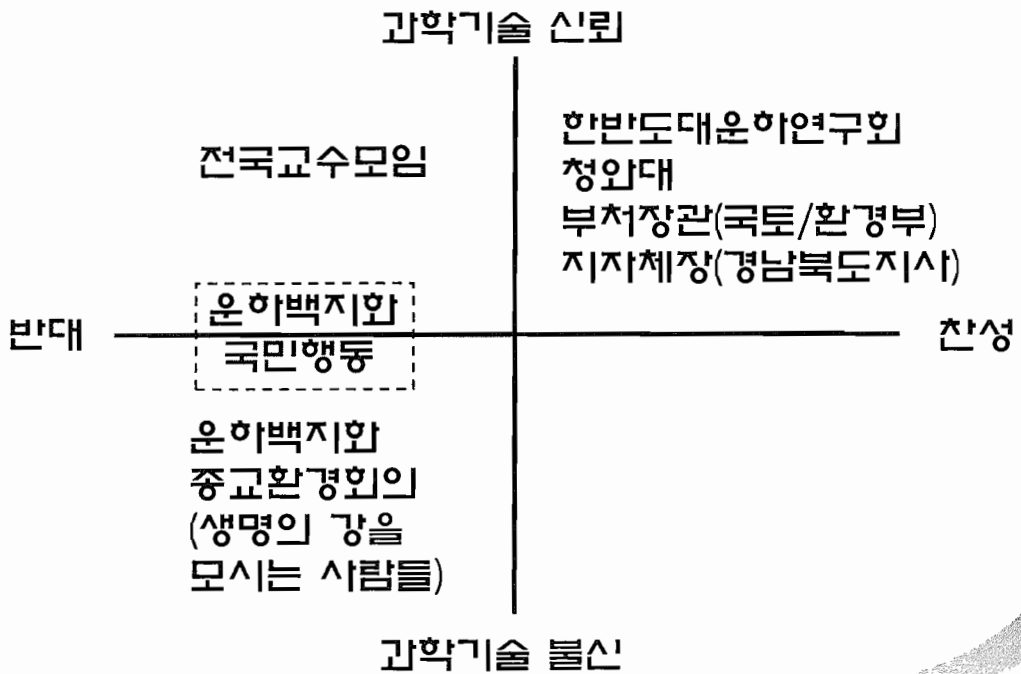 과학기술 신뢰
전국교수모임
한반도대운하연구회
청와대
부처장관(국토/환경부)
지자체장(경남북도지사)
반대
운하백지화
국민행동
찬성
운하백지화
종교환경회의
(생명의 강을
모시는 사람들)
과학기술 불신